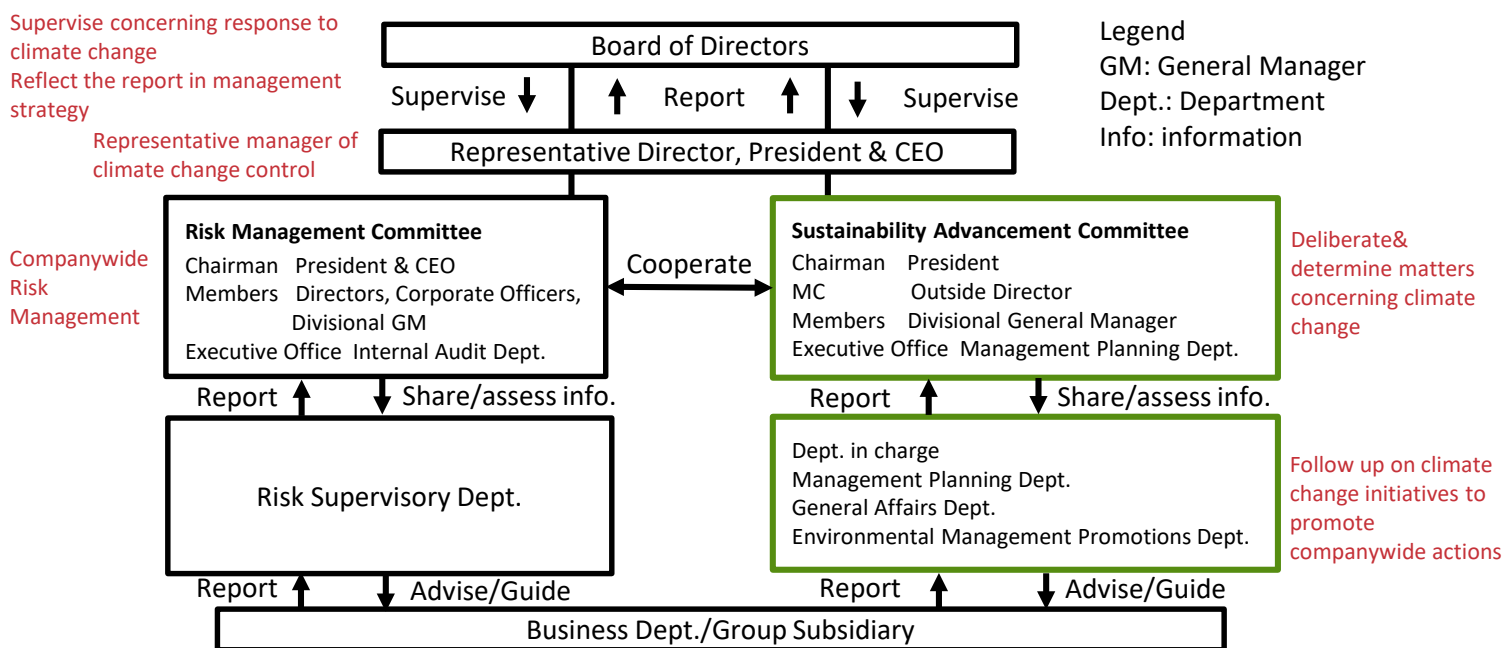 Supervise concerning response to
climate change
Reflect the report in management
strategy
Board of Directors
Legend
GM: General Manager
Dept.: Department
Info: information
Supervise
Report
Supervise
Representative manager of
climate change control
Representative Director, President & CEO
Companywide
Risk
Management
Risk Management Committee
Chairman President & CEO
Members Directors, Corporate Officers,
Divisional GM
Executive Office Internal Audit Dept.
Cooperate
Sustainability Advancement Committee
Chairman President
MC Outside Director
Members Divisional General Manager
Executive Office Management Planning Dept.
Deliberate&
determine matters
concerning climate
change
Report
Share/assess info.
Report
Share/assess info.
Risk Supervisory Dept.
Dept. in charge
Management Planning Dept.
General Affairs Dept.
Environmental Management Promotions Dept.
Follow up on climate
change initiatives to
promote
companywide actions
Report
Advise/Guide
Report
Advise/Guide
Business Dept./Group Subsidiary